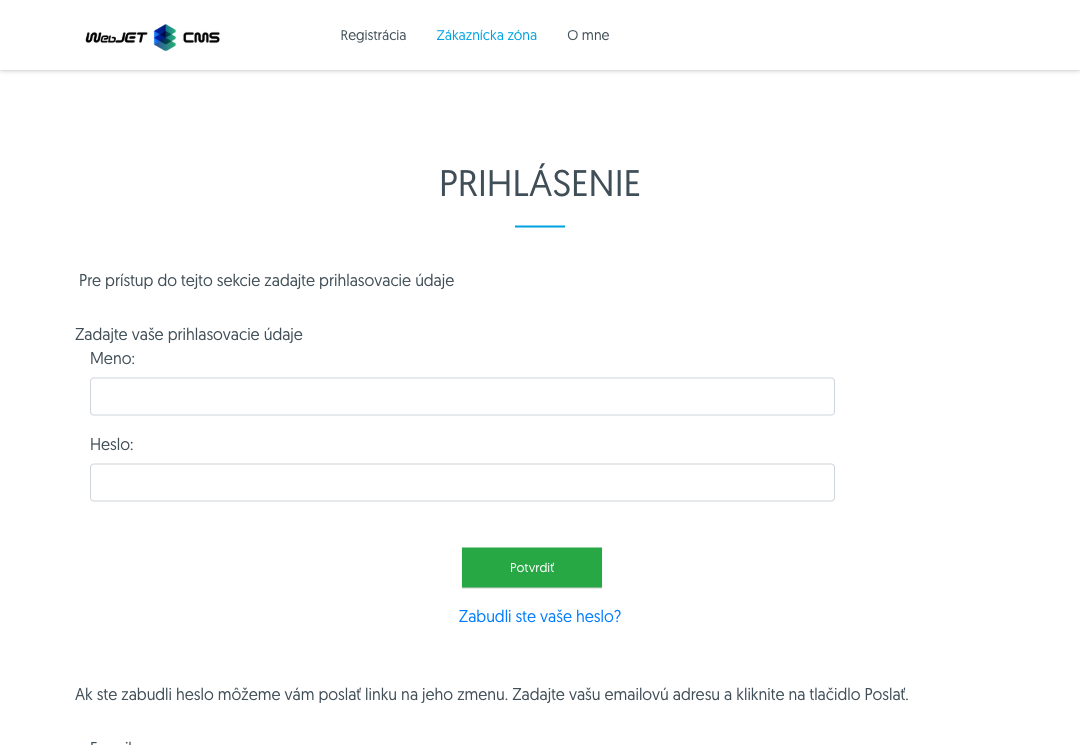 WebJET CMS
Registrácia Zákaznícka zóna O mne
PRIHLÁSENIE
Pre prístup do tejto sekcie zadajte prihlasovacie údaje
Zadajte vaše prihlasovacie údaje
Meno:
Heslo:
Potvrdiť
Zabudli ste vaše heslo?
Ak ste zabudli heslo môžeme vám poslať linku na jeho zmenu. Zadajte vašu emailovú adresu a kliknite na tlačidlo Poslať.